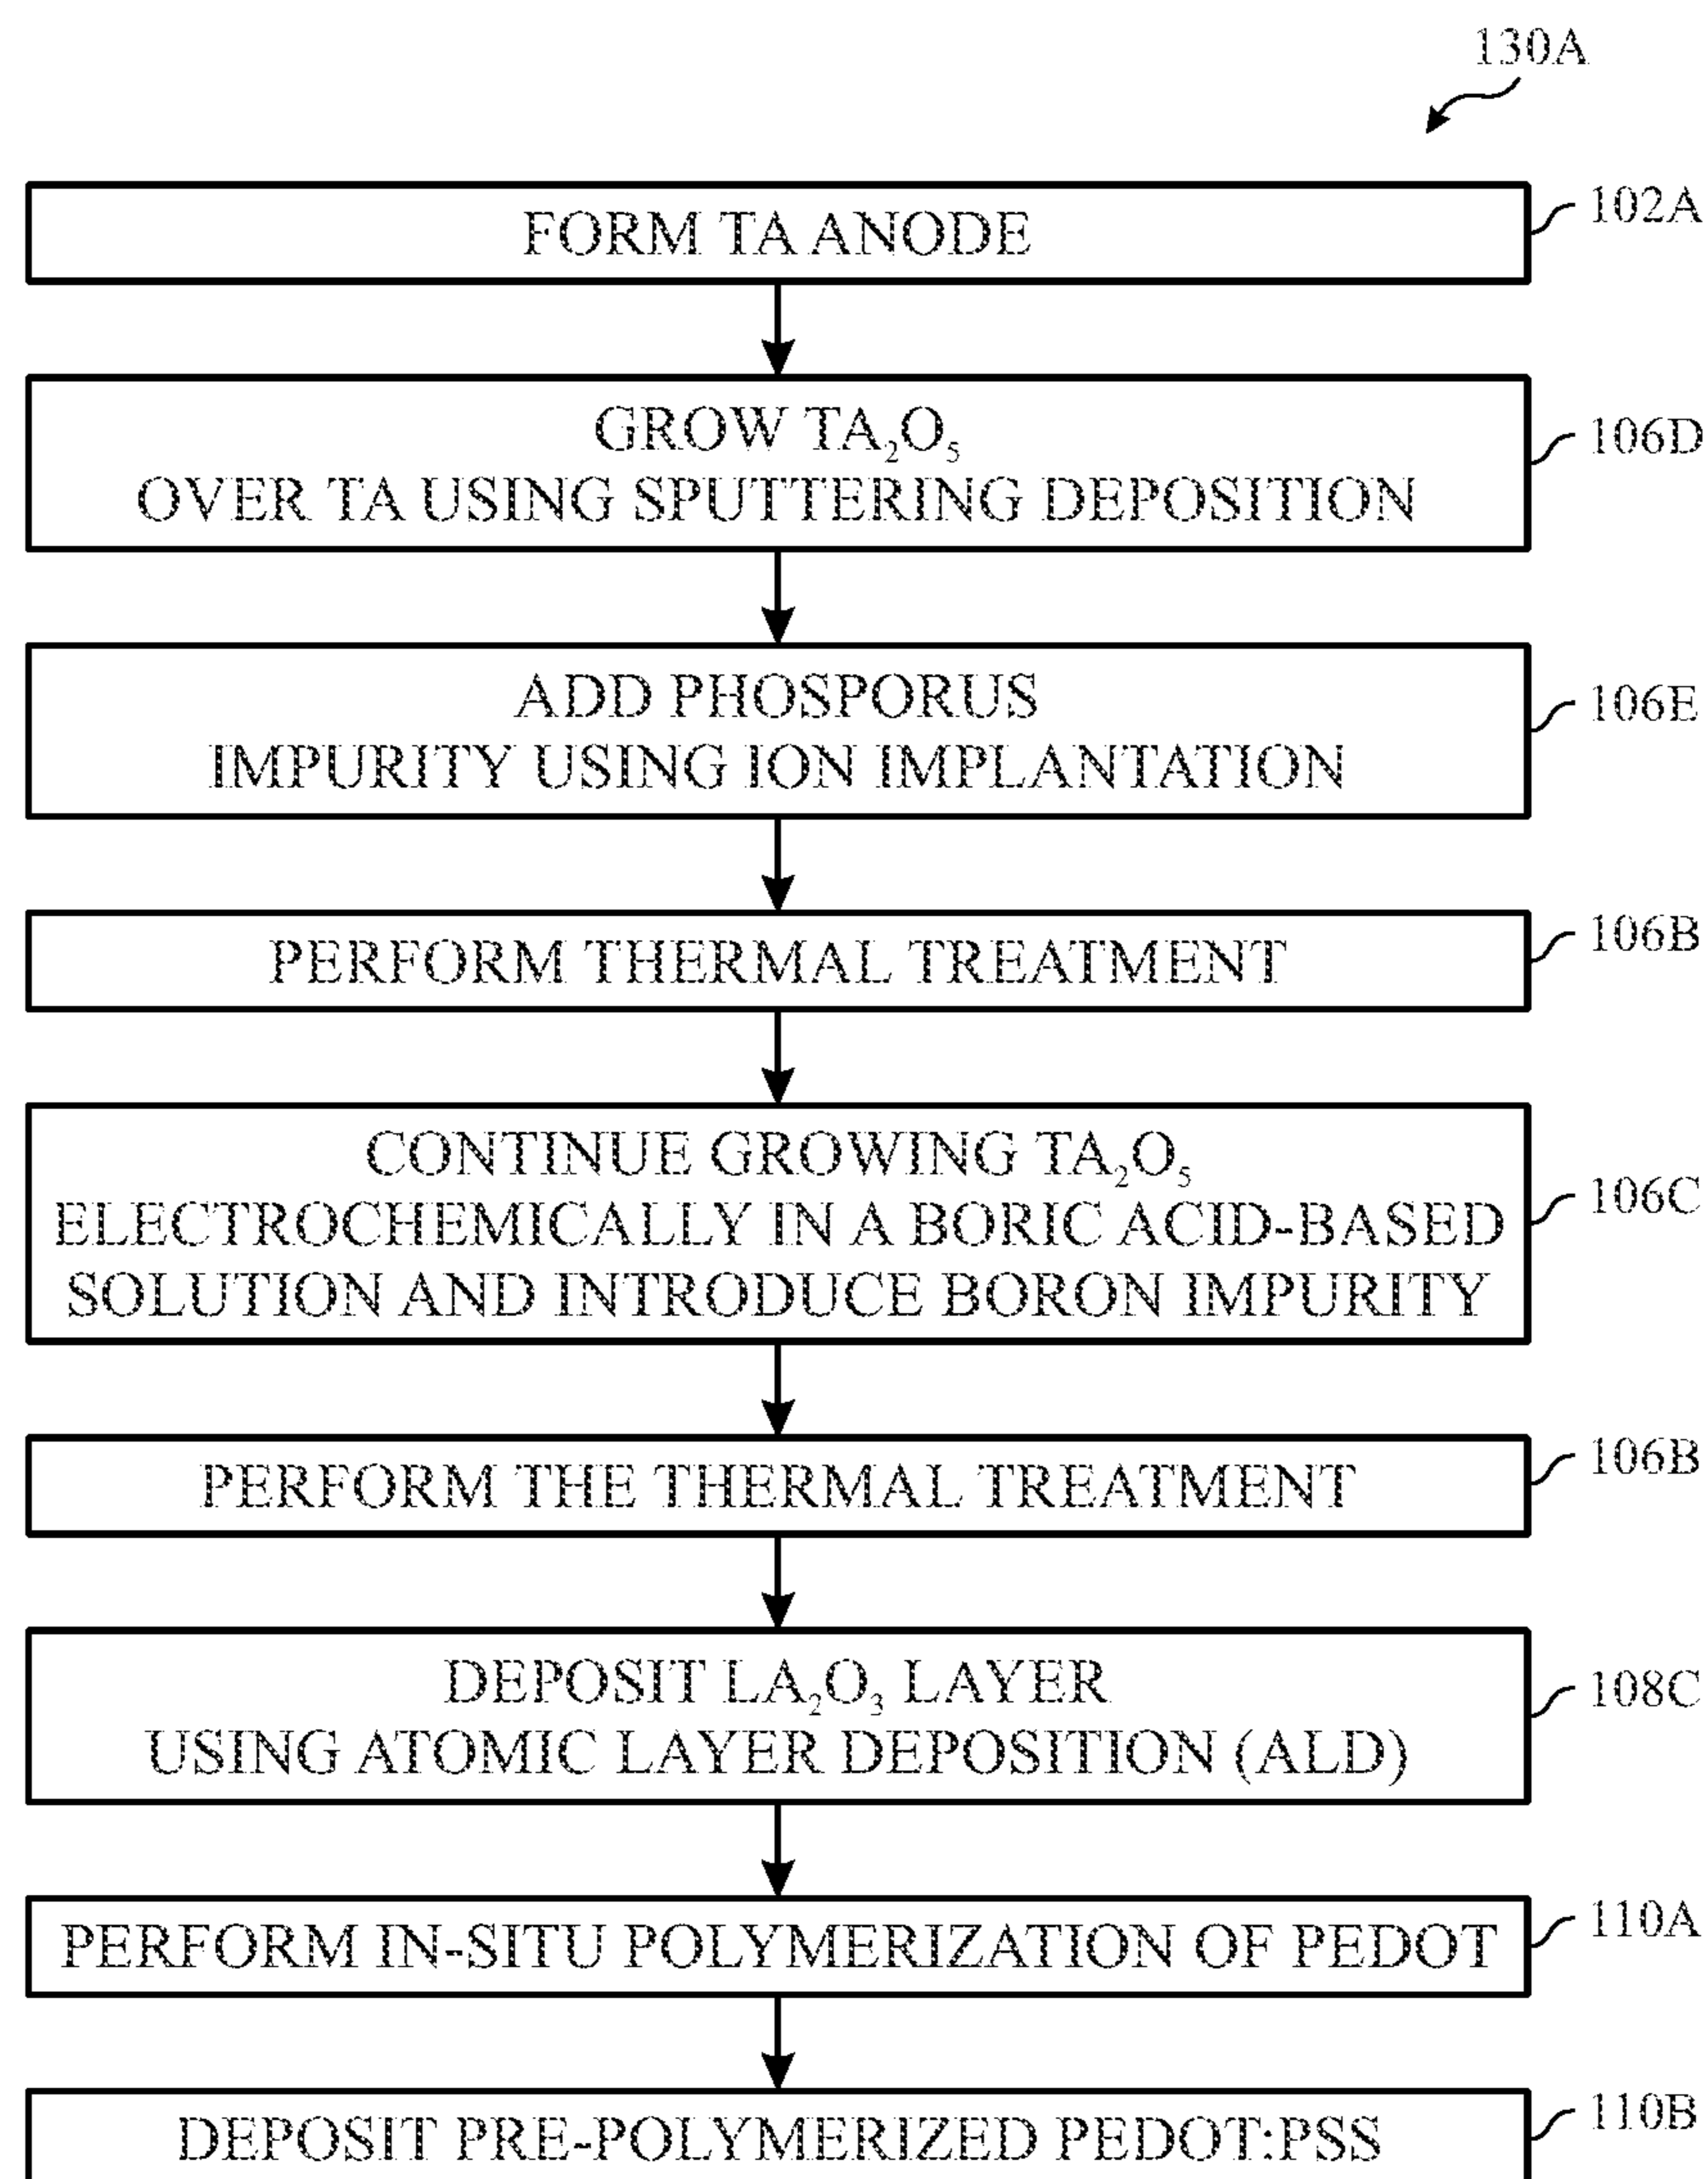 130A
FORM TA ANODE
102A
GROW TA₂O₅
OVER TA USING SPUTTERING DEPOSITION
106D
ADD PHOSPORUS
IMPURITY USING ION IMPLANTATION
106E
PERFORM THERMAL TREATMENT
106B
CONTINUE GROWING TA₂O₅
ELECTROCHEMICALLY IN A BORIC ACID-BASED
SOLUTION AND INTRODUCE BORON IMPURITY
106C
PERFORM THE THERMAL TREATMENT
106B
DEPOSIT LA₂O₃ LAYER
USING ATOMIC LAYER DEPOSITION (ALD)
108C
PERFORM IN-SITU POLYMERIZATION OF PEDOT
110A
DEPOSIT PRE-POLYMERIZED PEDOT:PSS
110B